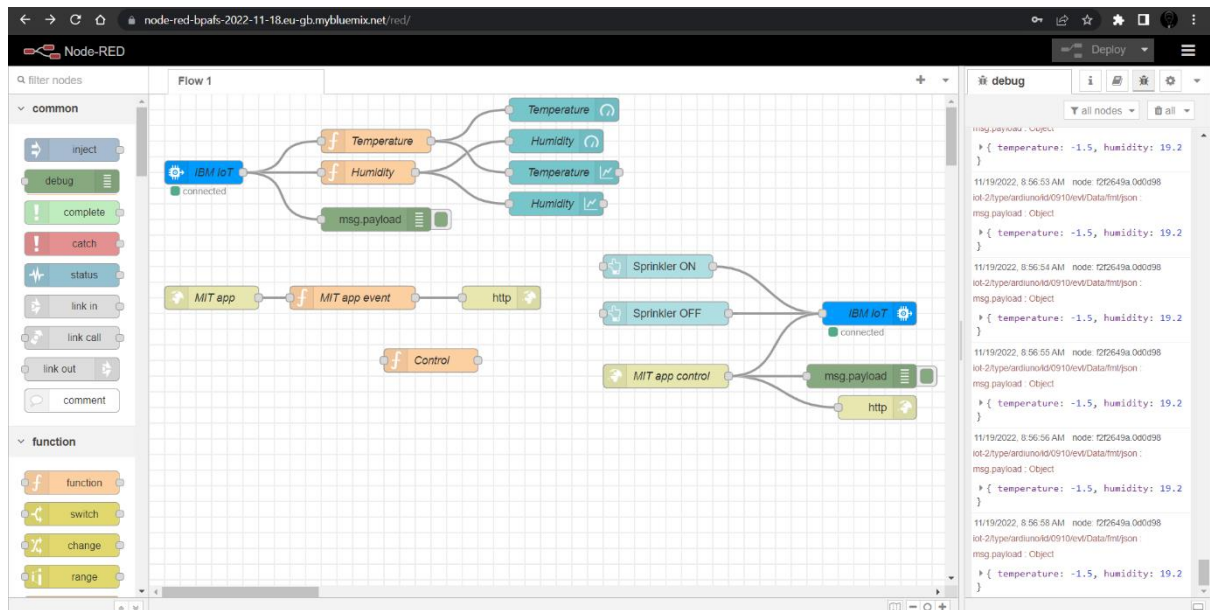 node-red-bpafs-2022-11-18.eu-gb.mybluemix.net/red/
Node-RED
Deploy
filter nodes
common
inject
debug
complete
catch
status
link in
link call
link out
comment
function
function
switch
change
range
Flow 1
IBM IoT
connected
Temperature
Humidity
msg.payload
Temperature
Humidity
Temperature
Humidity
MIT app
MIT app event
http
Control
Sprinkler ON
Sprinkler OFF
MIT app control
IBM IoT
connected
msg.payload
http
debug
all nodes
all
msg.payload : Object
{ temperature: -1.5, humidity: 19.2
}
11/19/2022, 8:56:53 AM node: f2f2649a.0d0d98
iot-2/type/ardiuno/id/0910/evt/Data/fmt/json :
msg.payload : Object
{ temperature: -1.5, humidity: 19.2
}
11/19/2022, 8:56:54 AM node: f2f2649a.0d0d98
iot-2/type/ardiuno/id/0910/evt/Data/fmt/json :
msg.payload : Object
{ temperature: -1.5, humidity: 19.2
}
11/19/2022, 8:56:55 AM node: f2f2649a.0d0d98
iot-2/type/ardiuno/id/0910/evt/Data/fmt/json :
msg.payload : Object
{ temperature: -1.5, humidity: 19.2
}
11/19/2022, 8:56:56 AM node: f2f2649a.0d0d98
iot-2/type/ardiuno/id/0910/evt/Data/fmt/json :
msg.payload : Object
{ temperature: -1.5, humidity: 19.2
}
11/19/2022, 8:56:58 AM node: f2f2649a.0d0d98
iot-2/type/ardiuno/id/0910/evt/Data/fmt/json :
msg.payload : Object
{ temperature: -1.5, humidity: 19.2
}